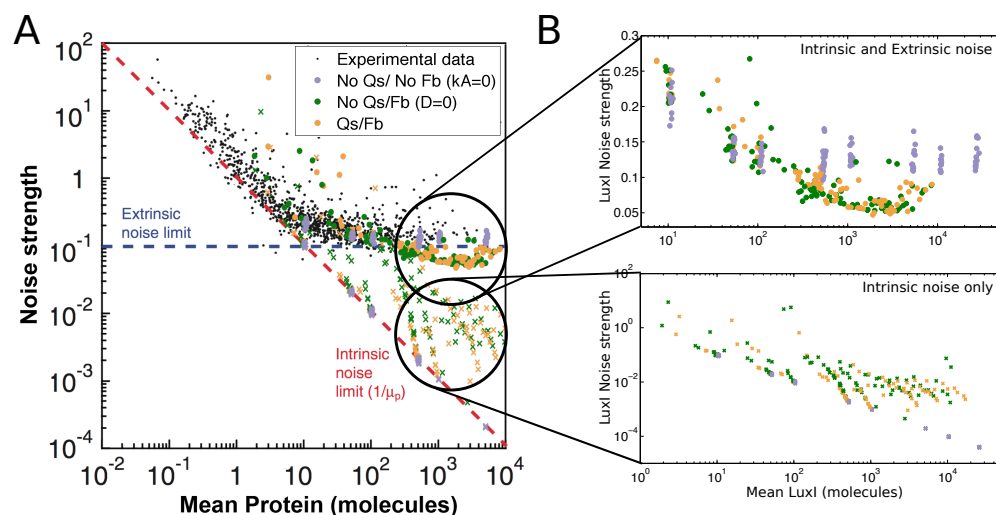 A
B
10^2
10
1
10^-1
10^-2
10^-3
10^-4
Noise strength
10^-2
10^-1
1
10
10^2
10^3
10^4
Mean Protein (molecules)
Experimental data
No Qs/ No Fb (kA=0)
No Qs/Fb (D=0)
Qs/Fb
Extrinsic
noise limit
Intrinsic
noise
limit (1/μp)
Intrinsic and Extrinsic noise
LuxI Noise strength
0.3
0.25
0.20
0.15
0.10
0.05
10^1
10^2
10^3
10^4
Intrinsic noise only
LuxI Noise strength
10^2
10^0
10^-2
10^-4
10^0
10^1
10^2
10^3
10^4
Mean LuxI (molecules)